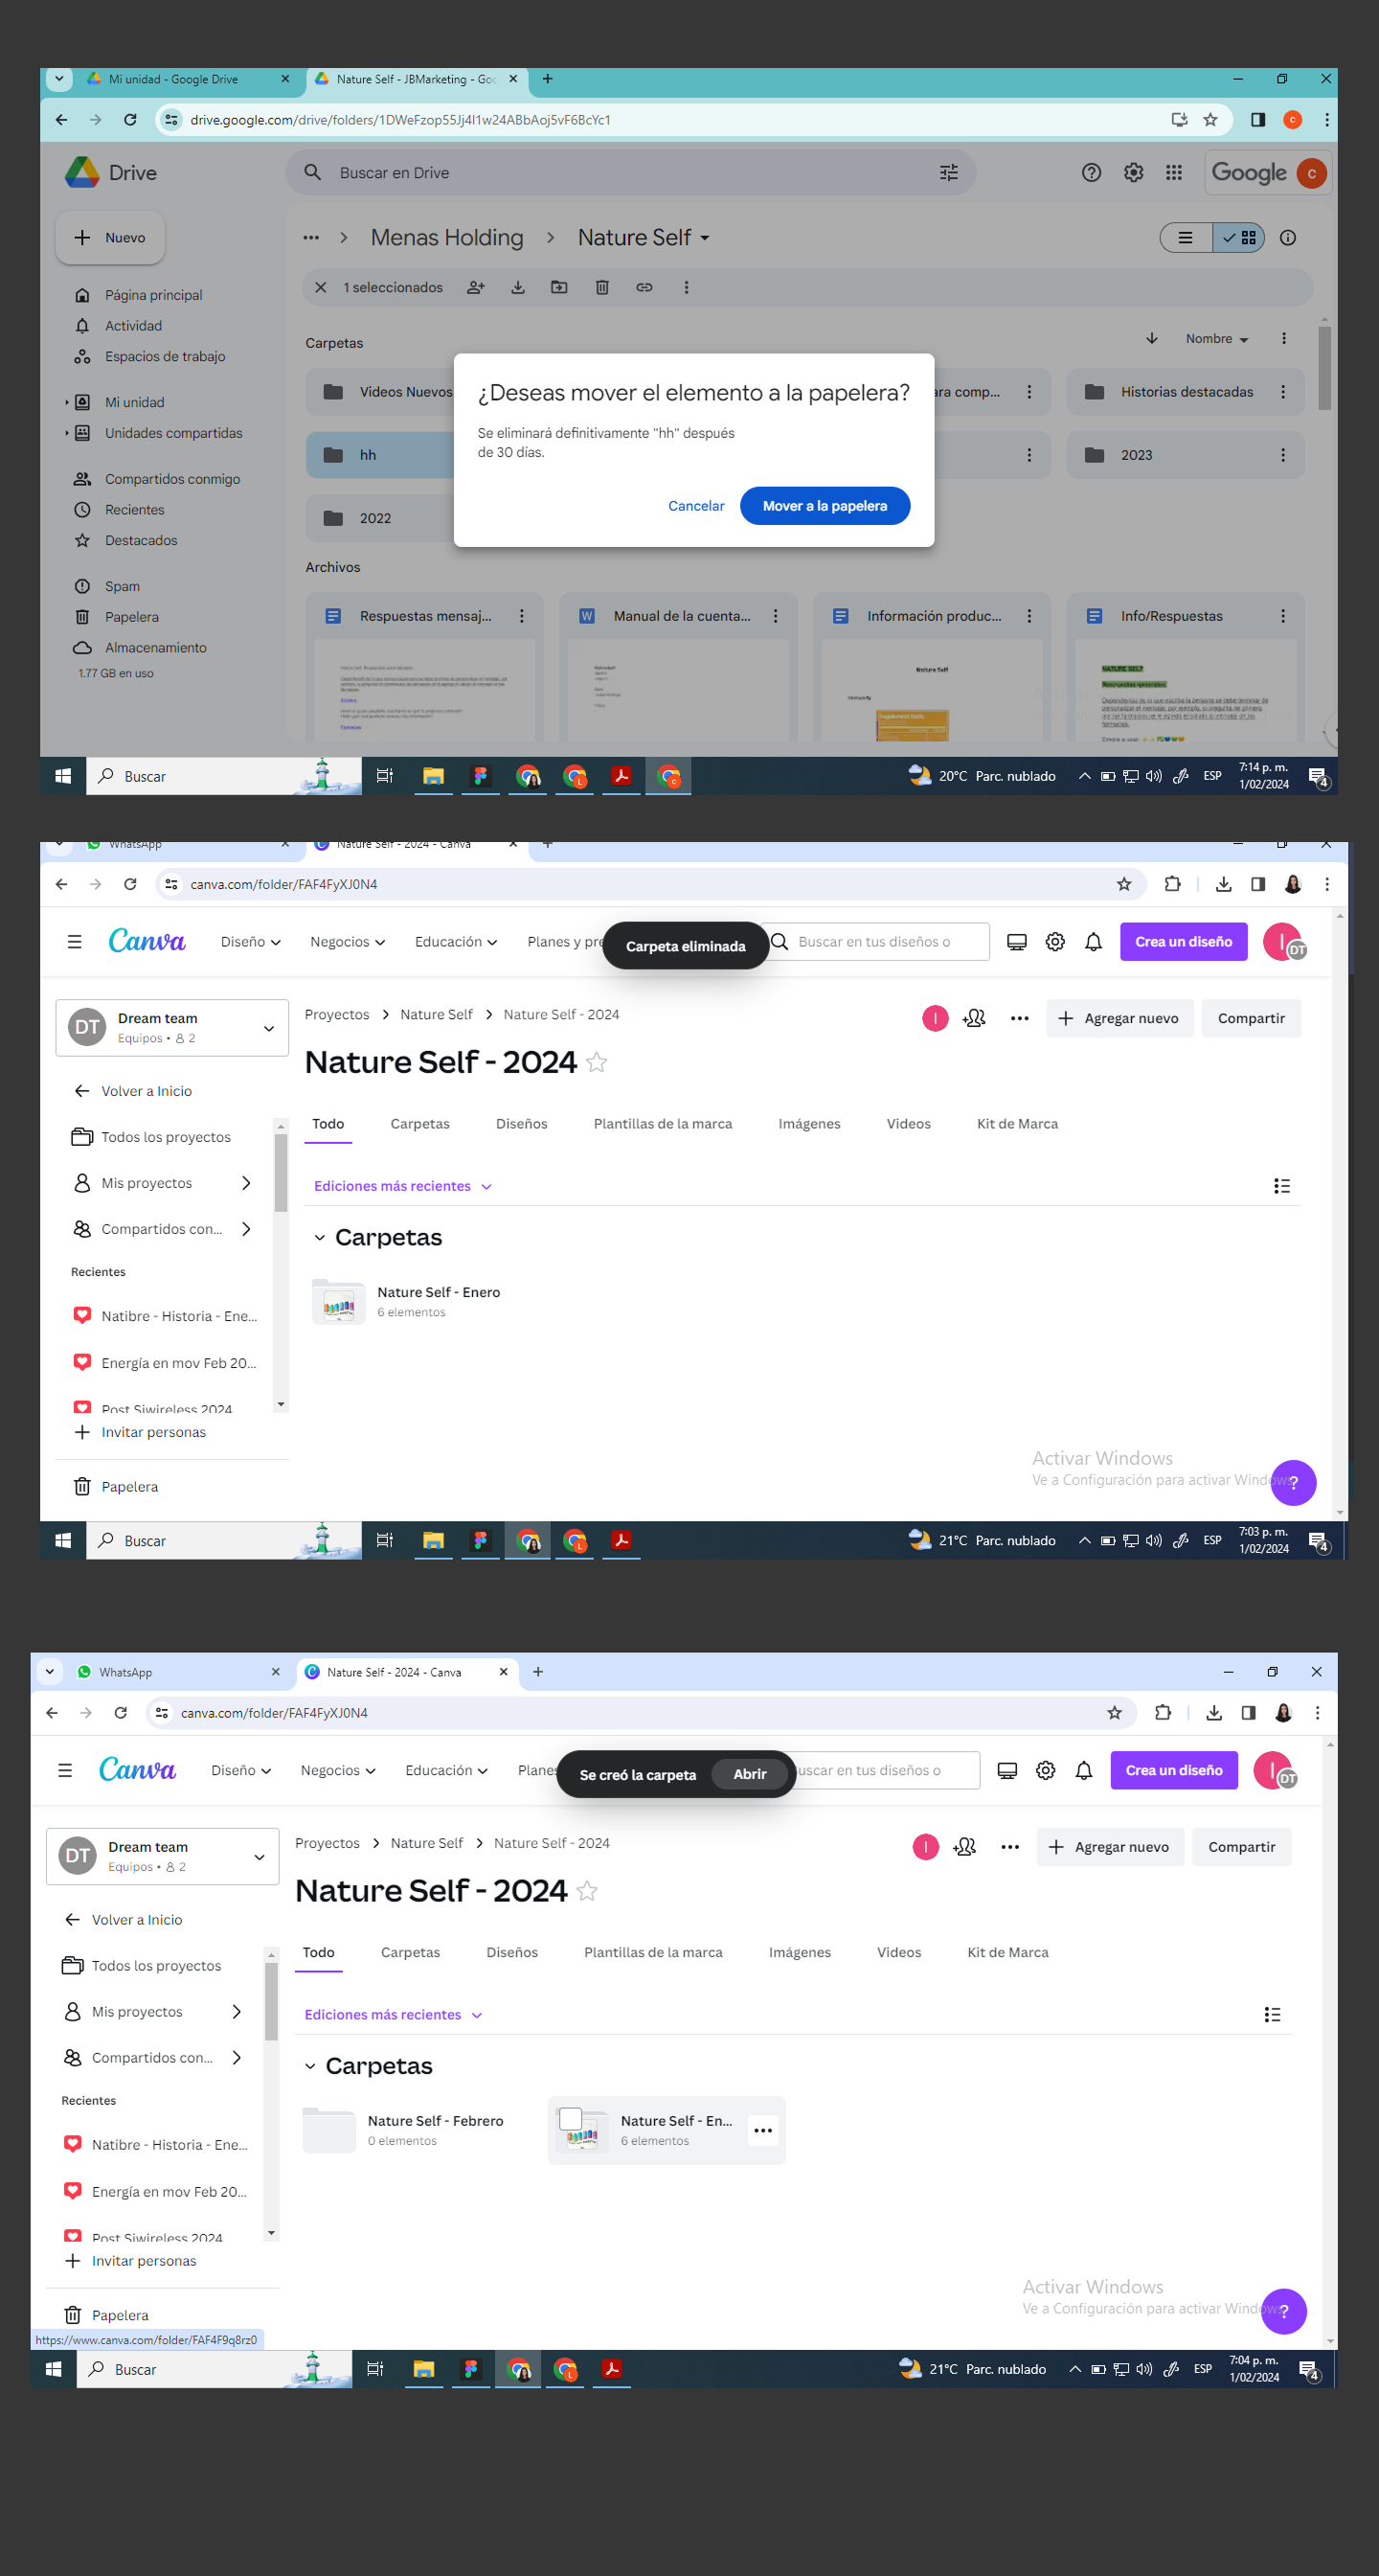 Mi unidad - Google Drive
Nature Self - JBMarketing - Goo
drive.google.com/drive/folders/1DWeFzop55Jj4I1w24ABbAoj5vF6BcYc1
Drive
Buscar en Drive
Google
C
Nuevo
Menas Holding
Nature Self
1 seleccionados
Página principal
Actividad
Espacios de trabajo
Mi unidad
Unidades compartidas
Compartidos conmigo
Recientes
Destacados
Spam
Papelera
Almacenamiento
1.77 GB en uso
Carpetas
Nombre
Videos Nuevos
ara comp...
Historias destacadas
hh
2023
2022
¿Deseas mover el elemento a la papelera?
Se eliminará definitivamente "hh" después
de 30 días.
Cancelar
Mover a la papelera
Archivos
Respuestas mensaj...
Manual de la cuenta...
Información produc...
Info/Respuestas
Nature Self
Supplement Facts
NATURE SELF
Respuestas generales:
Buscar
20°C Parc. nublado
ESP
7:14 p. m.
1/02/2024
4
WhatsApp
Nature Self - 2024 - Canva
canva.com/folder/FAF4FyXJ0N4
Canva
Diseño
Negocios
Educación
Planes y pre
Carpeta eliminada
Buscar en tus diseños o
Crea un diseño
I
DT
DT
Dream team
Equipos • 2
Proyectos
Nature Self
Nature Self - 2024
I
Agregar nuevo
Compartir
Nature Self - 2024
Volver a Inicio
Todos los proyectos
Mis proyectos
Compartidos con...
Recientes
Natibre - Historia - Ene...
Energía en mov Feb 20...
Post Siwireless 2024
Invitar personas
Papelera
Todo
Carpetas
Diseños
Plantillas de la marca
Imágenes
Videos
Kit de Marca
Ediciones más recientes
Carpetas
Nature Self - Enero
6 elementos
Activar Windows
Ve a Configuración para activar Windows.
?
Buscar
21°C Parc. nublado
ESP
7:03 p. m.
1/02/2024
4
WhatsApp
Nature Self - 2024 - Canva
canva.com/folder/FAF4FyXJ0N4
Canva
Diseño
Negocios
Educación
Planes
Se creó la carpeta
Abrir
uscar en tus diseños o
Crea un diseño
I
DT
DT
Dream team
Equipos • 2
Proyectos
Nature Self
Nature Self - 2024
I
Agregar nuevo
Compartir
Nature Self - 2024
Volver a Inicio
Todos los proyectos
Mis proyectos
Compartidos con...
Recientes
Natibre - Historia - Ene...
Energía en mov Feb 20...
Post Siwireless 2024
Invitar personas
Papelera
Todo
Carpetas
Diseños
Plantillas de la marca
Imágenes
Videos
Kit de Marca
Ediciones más recientes
Carpetas
Nature Self - Febrero
0 elementos
Nature Self - En...
6 elementos
Activar Windows
Ve a Configuración para activar Windows.
?
https://www.canva.com/folder/FAF4F9q8rz0
Buscar
21°C Parc. nublado
ESP
7:04 p. m.
1/02/2024
4